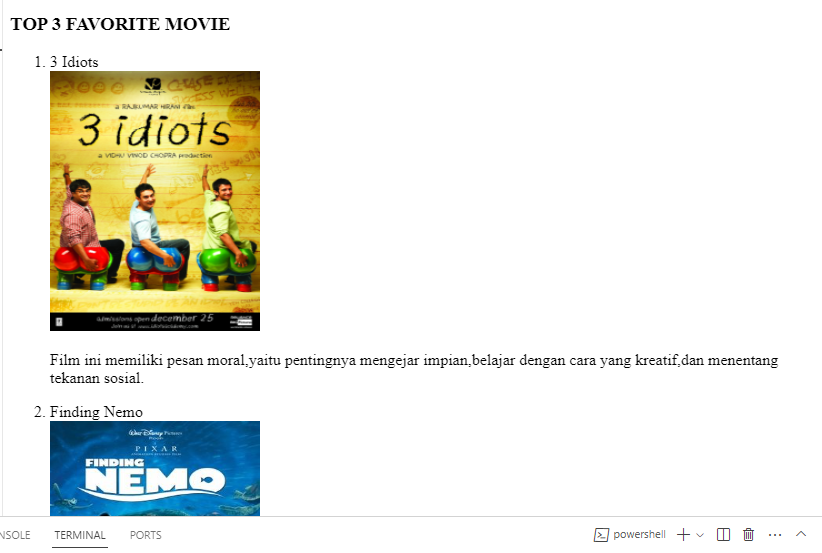 TOP 3 FAVORITE MOVIE
1. 3 Idiots
a RAJKUMAR HIRANI film
3 idiots
a VIDHU VINOD CHOPRA production
admissions open december 25
Film ini memiliki pesan moral,yaitu pentingnya mengejar impian,belajar dengan cara yang kreatif,dan menentang
tekanan sosial.
2. Finding Nemo
Walt Disney Pictures
PIXAR
FINDING
NEMO
NSOLE TERMINAL PORTS powershell